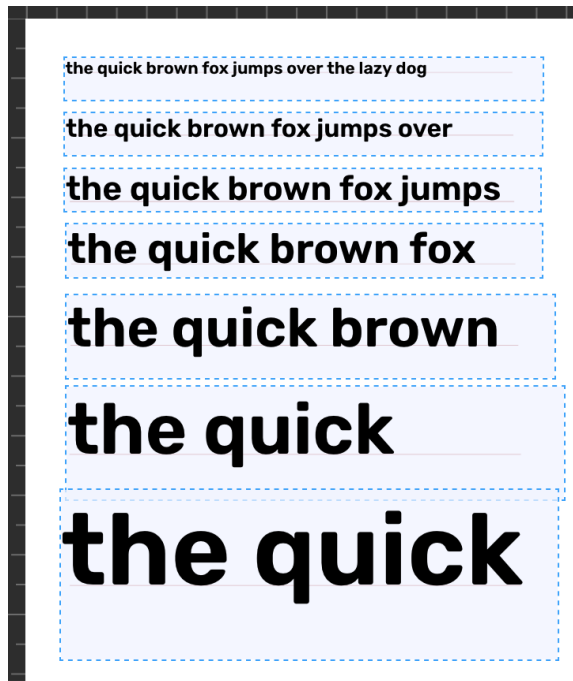 the quick brown fox jumps over the lazy dog
the quick brown fox jumps over
the quick brown fox jumps
the quick brown fox
the quick brown
the quick
the quick